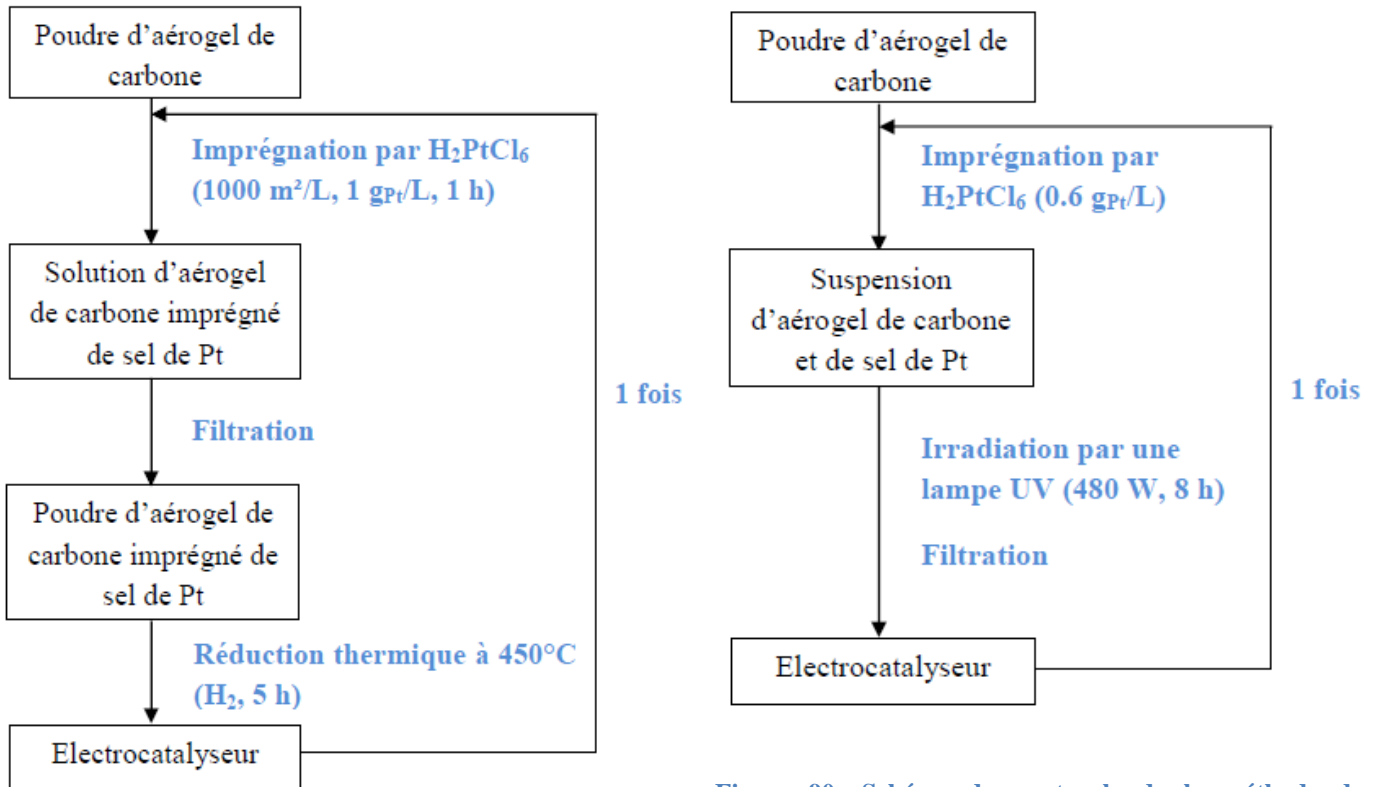 Poudre d'aérogel de
carbone
Imprégnation par H₂PtCl₆
(1000 m²/L, 1 gPt/L, 1 h)
Solution d'aérogel
de carbone imprégné
de sel de Pt
1 fois
Filtration
Poudre d'aérogel de
carbone imprégné de
sel de Pt
Réduction thermique à 450°C
(H₂, 5 h)
Electrocatalyseur
Poudre d'aérogel de
carbone
Imprégnation par
H₂PtCl₆ (0.6 gPt/L)
Suspension
d'aérogel de carbone
et de sel de Pt
1 fois
Irradiation par une
lampe UV (480 W, 8 h)
Filtration
Electrocatalyseur